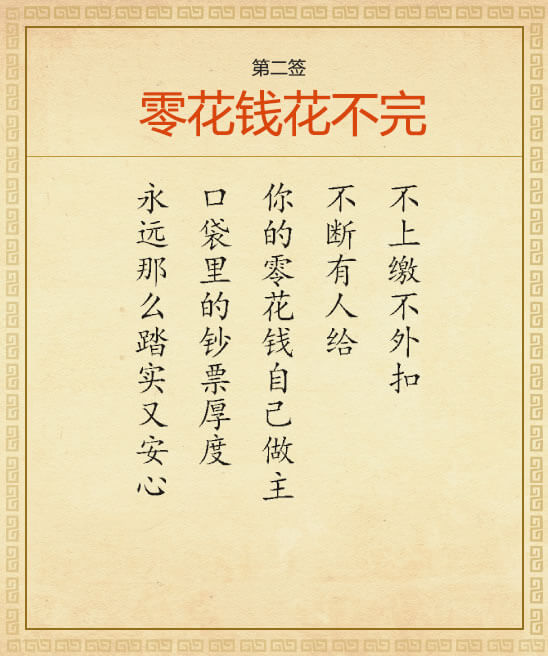 第二签
零花钱花不完
不上缴不外扣
不断有人给
你的零花钱自己做主
口袋里的钞票厚度
永远那么踏实又安心